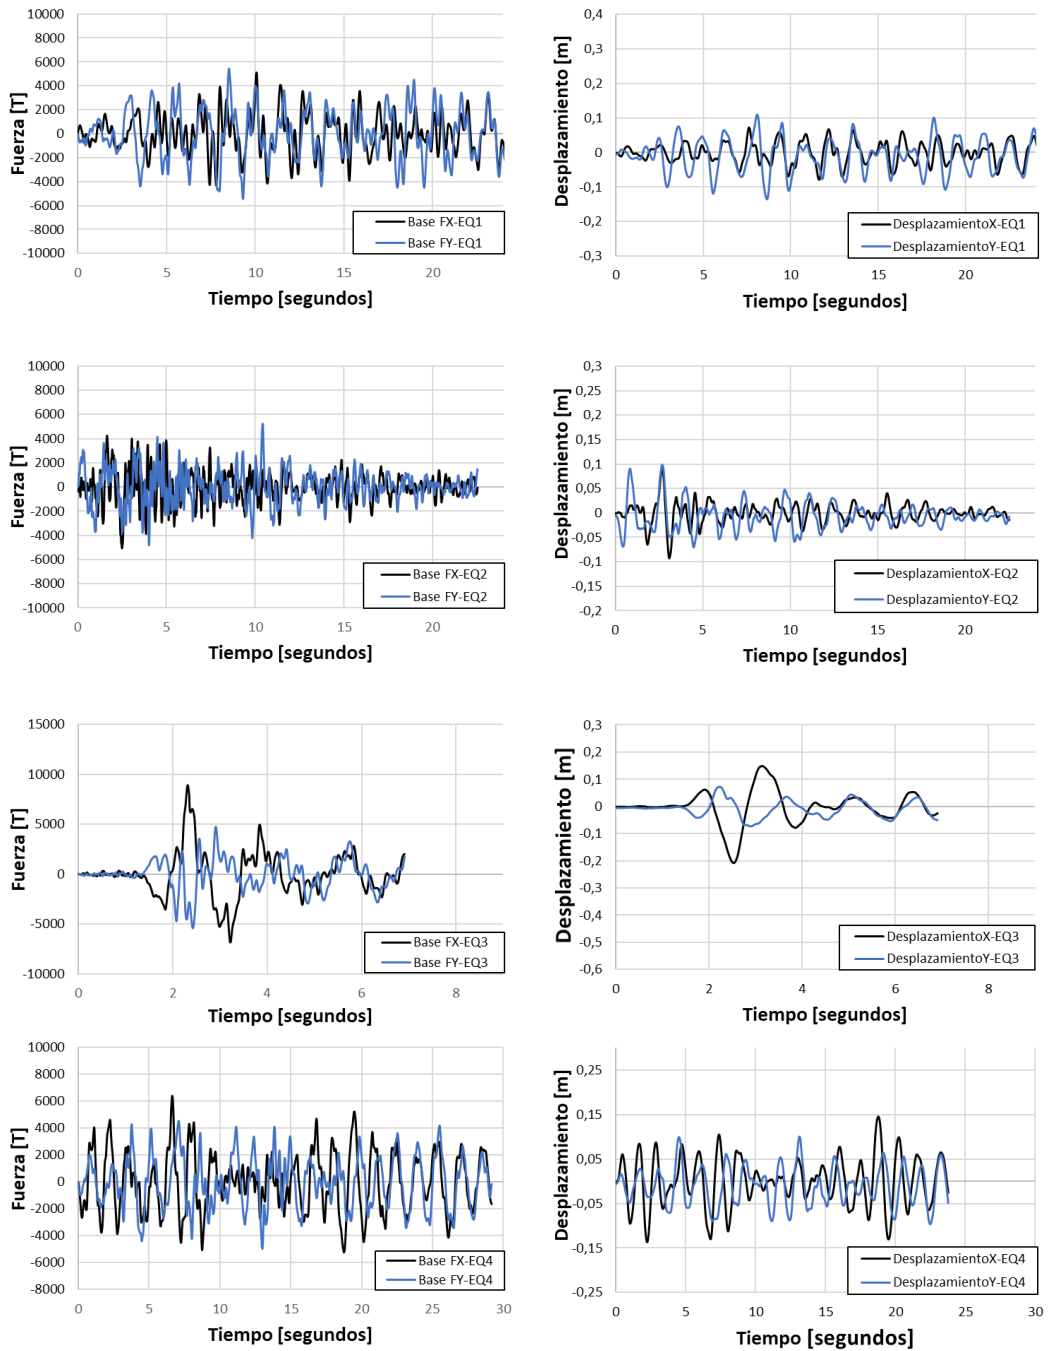 10000
8000
6000
4000
2000
0
-2000
-4000
-6000
-8000
-10000
Fuerza [T]
0 5 10 15 20
Tiempo [segundos]
Base FX-EQ1
Base FY-EQ1
0,4
0,3
0,2
0,1
0
-0,1
-0,2
-0,3
Desplazamiento [m]
0 5 10 15 20
Tiempo [segundos]
DesplazamientoX-EQ1
DesplazamientoY-EQ1
10000
8000
6000
4000
2000
0
-2000
-4000
-6000
-8000
-10000
Fuerza [T]
0 5 10 15 20
Tiempo [segundos]
Base FX-EQ2
Base FY-EQ2
0,3
0,25
0,2
0,15
0,1
0,05
0
-0,05
-0,1
-0,15
-0,2
Desplazamiento [m]
0 5 10 15 20
Tiempo [segundos]
DesplazamientoX-EQ2
DesplazamientoY-EQ2
15000
10000
5000
0
-5000
-10000
Fuerza [T]
0 2 4 6 8
Tiempo [segundos]
Base FX-EQ3
Base FY-EQ3
0,3
0,2
0,1
0
-0,1
-0,2
-0,3
-0,4
-0,5
-0,6
Desplazamiento [m]
0 2 4 6 8
Tiempo [segundos]
DesplazamientoX-EQ3
DesplazamientoY-EQ3
10000
8000
6000
4000
2000
0
-2000
-4000
-6000
-8000
Fuerza [T]
0 5 10 15 20 25 30
Tiempo [segundos]
Base FX-EQ4
Base FY-EQ4
0,25
0,15
0,05
-0,05
-0,15
-0,25
Desplazamiento [m]
0 5 10 15 20 25 30
Tiempo [segundos]
DesplazamientoX-EQ4
DesplazamientoY-EQ4